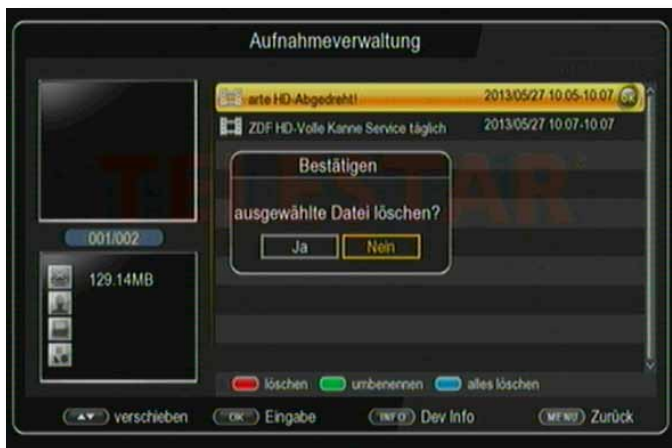 Aufnahmeverwaltung
arte HD-Abgedreht! 2013/05/27 10:05-10:07 OK
ZDF HD-Volle Kanne Service täglich 2013/05/27 10:07-10:07
TELESTAR
Bestätigen
ausgewählte Datei löschen?
Ja Nein
001/002
129.14MB
löschen umbenennen alles löschen
verschieben OK Eingabe INFO Dev Info MENU Zurück